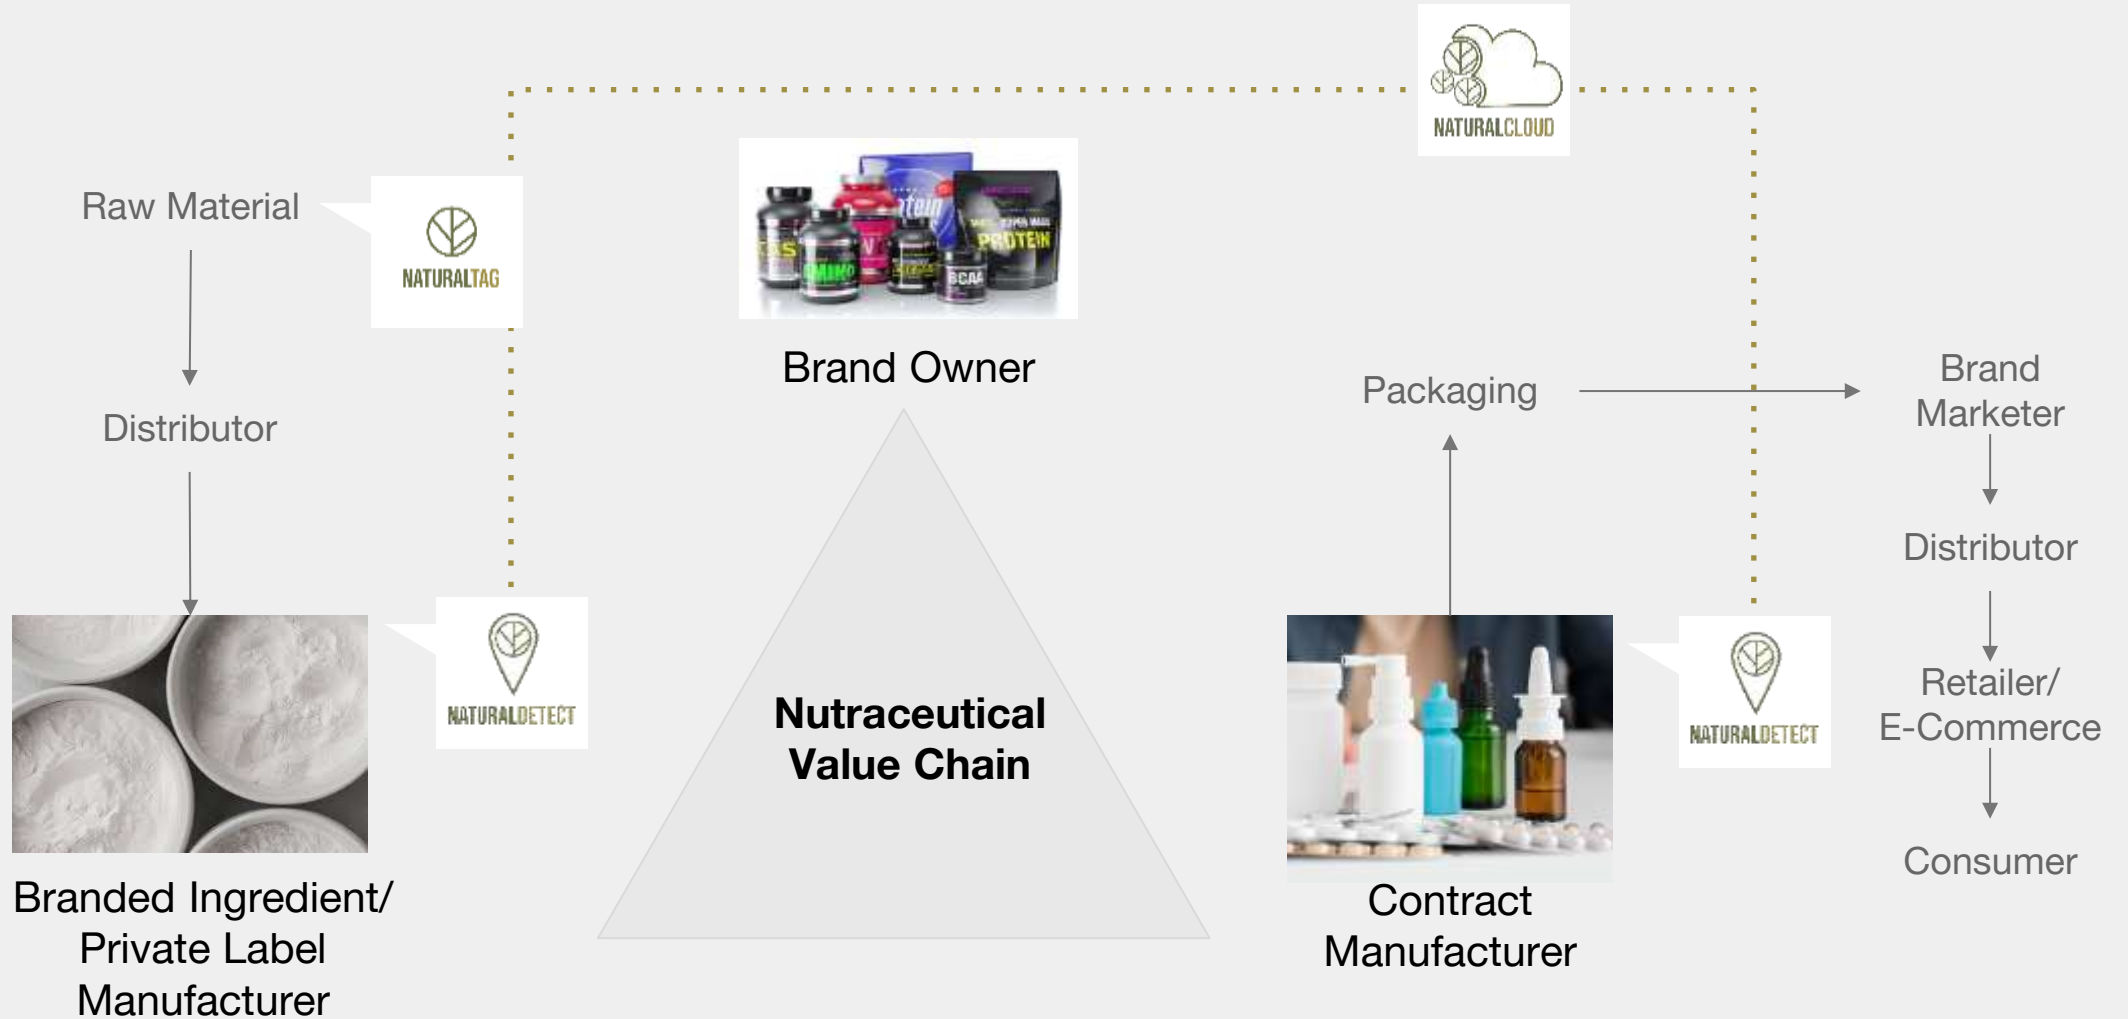 NATURALCLOUD
Raw Material
NATURALTAG
PROTEIN
AMINO
BCAA
Brand Owner
Packaging
Brand
Marketer
Distributor
Distributor
NATURALDETECT
Nutraceutical
Value Chain
NATURALDETECT
Retailer/
E-Commerce
Consumer
Branded Ingredient/
Private Label
Manufacturer
Contract
Manufacturer